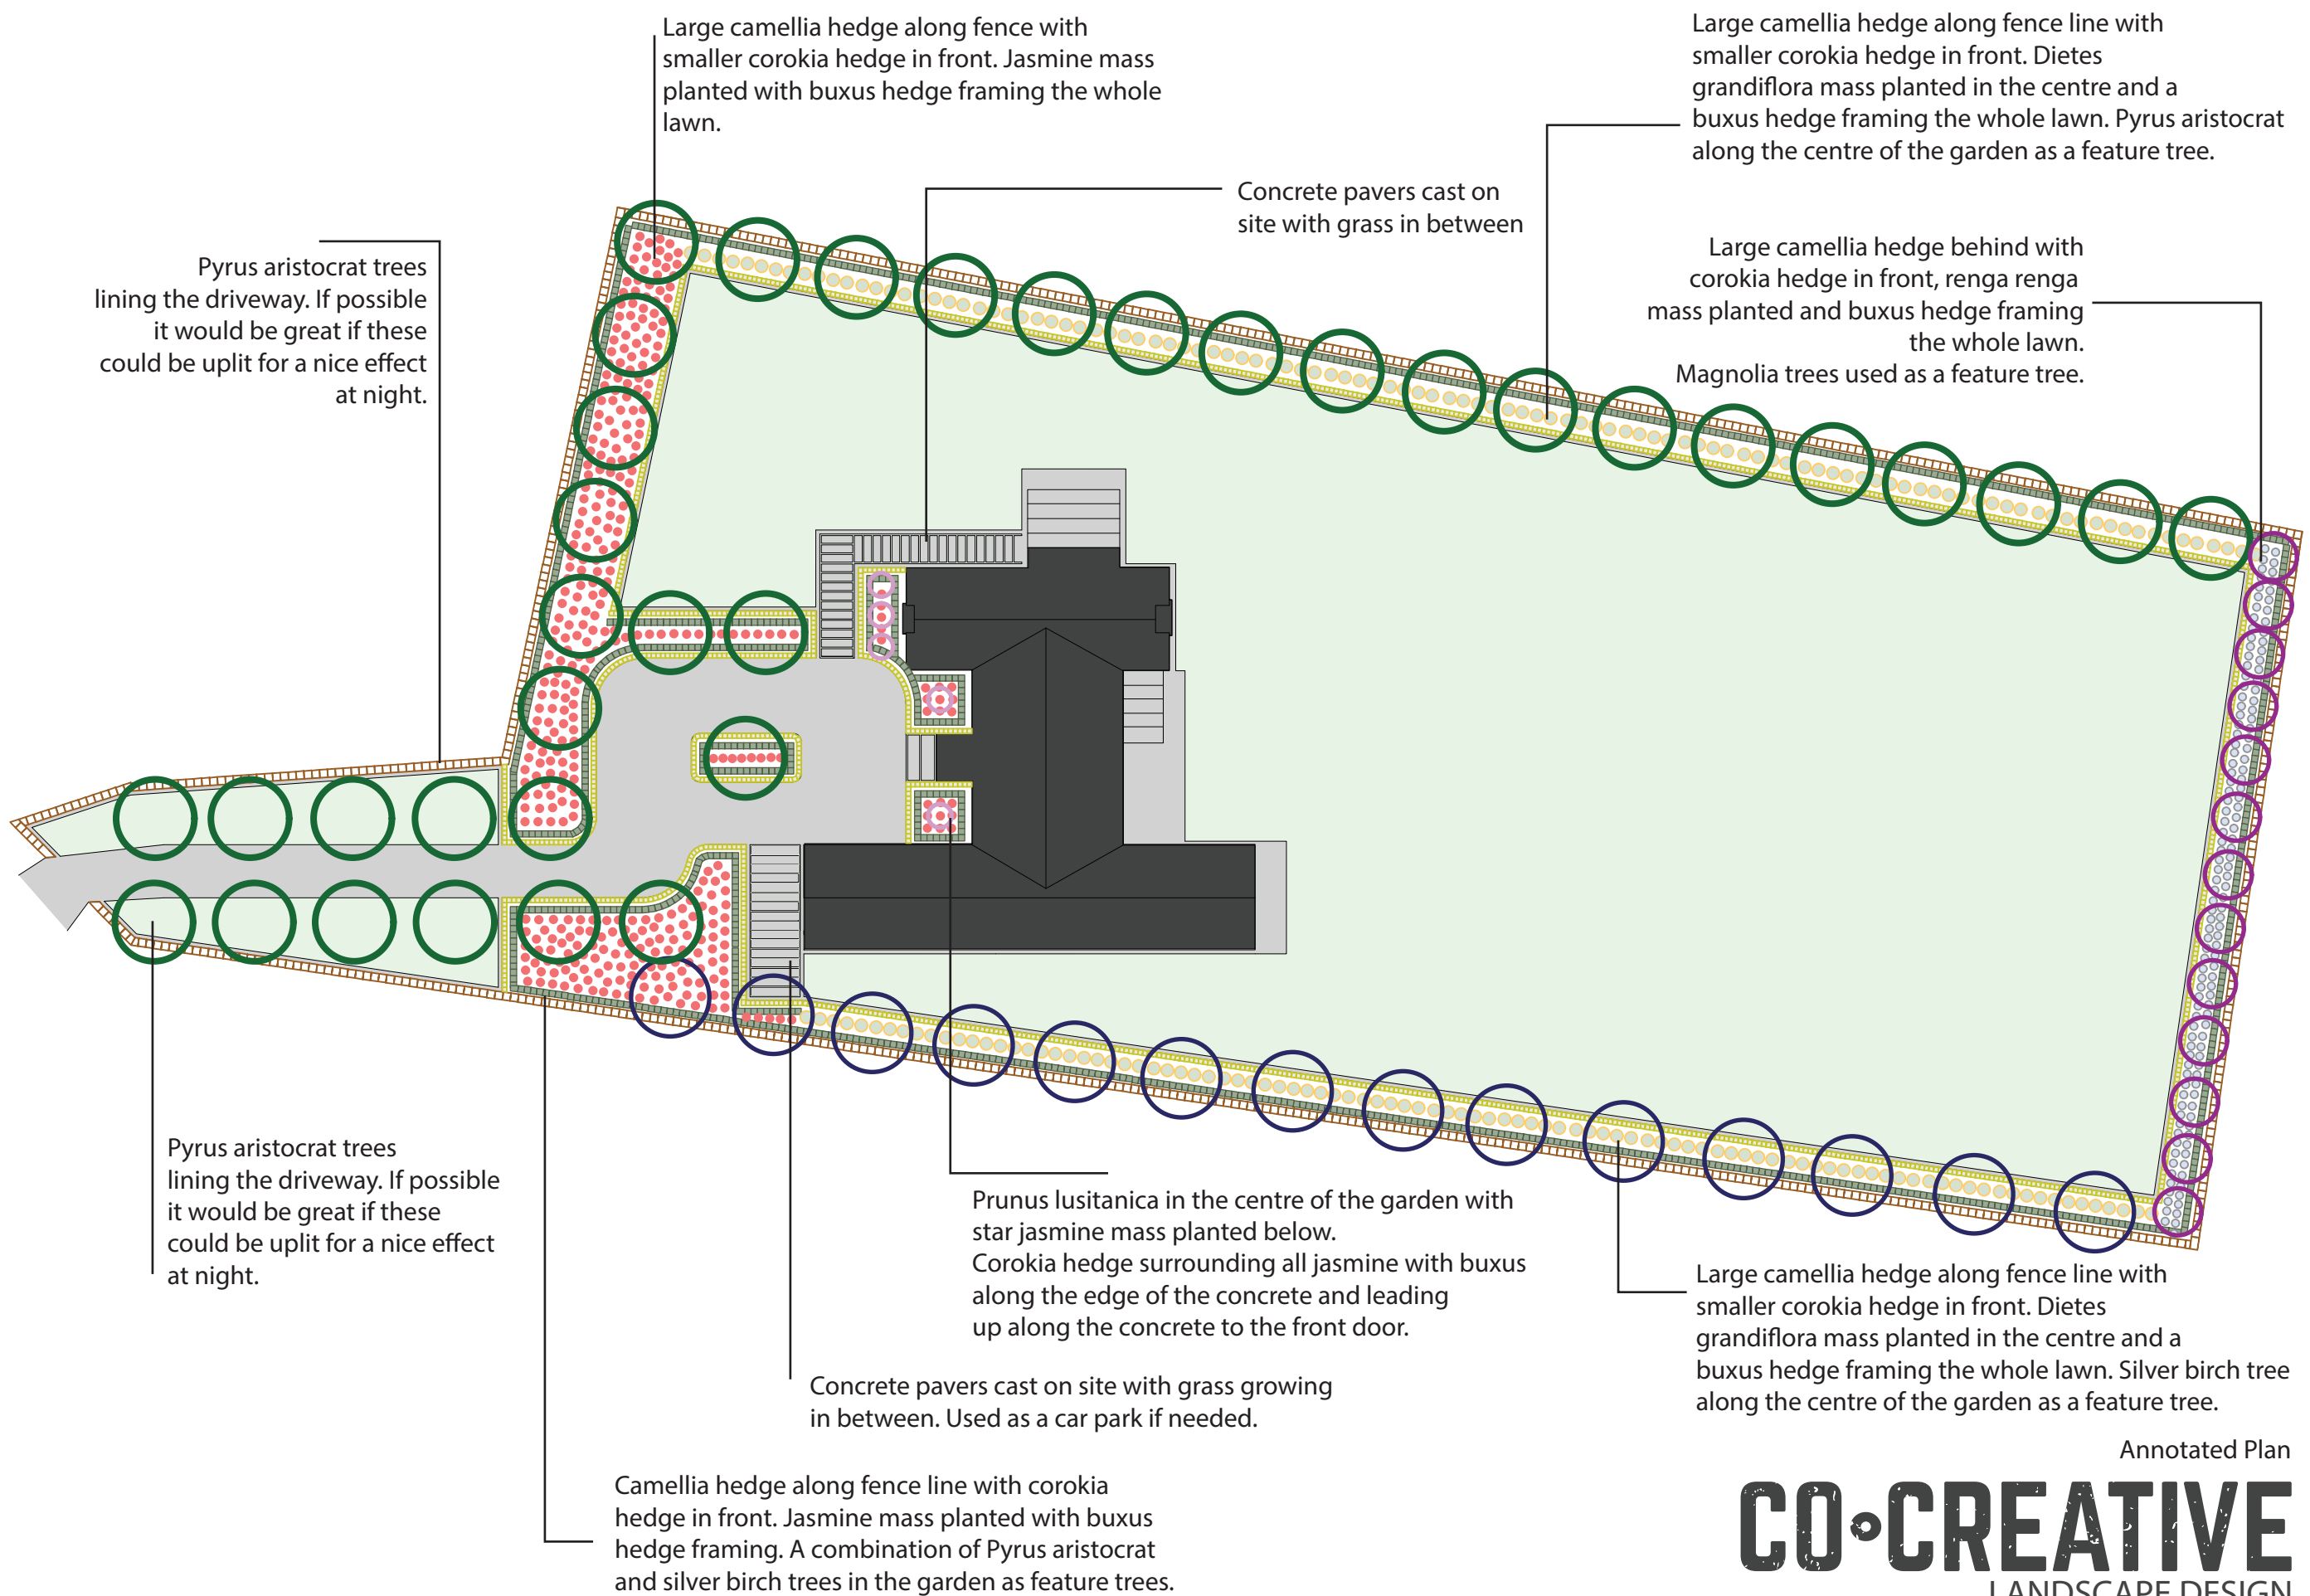 Large camellia hedge along fence with
smaller corokia hedge in front. Jasmine mass
planted with buxus hedge framing the whole
lawn.
Large camellia hedge along fence line with
smaller corokia hedge in front. Dietes
grandiflora mass planted in the centre and a
buxus hedge framing the whole lawn. Pyrus aristocrat
along the centre of the garden as a feature tree.
Concrete pavers cast on
site with grass in between
Large camellia hedge behind with
corokia hedge in front, renga renga
mass planted and buxus hedge framing
the whole lawn.
Magnolia trees used as a feature tree.
Pyrus aristocrat trees
lining the driveway. If possible
it would be great if these
could be uplit for a nice effect
at night.
Pyrus aristocrat trees
lining the driveway. If possible
it would be great if these
could be uplit for a nice effect
at night.
Prunus lusitanica in the centre of the garden with
star jasmine mass planted below.
Corokia hedge surrounding all jasmine with buxus
along the edge of the concrete and leading
up along the concrete to the front door.
Large camellia hedge along fence line with
smaller corokia hedge in front. Dietes
grandiflora mass planted in the centre and a
buxus hedge framing the whole lawn. Silver birch tree
along the centre of the garden as a feature tree.
Concrete pavers cast on site with grass growing
in between. Used as a car park if needed.
Camellia hedge along fence line with corokia
hedge in front. Jasmine mass planted with buxus
hedge framing. A combination of Pyrus aristocrat
and silver birch trees in the garden as feature trees.
Annotated Plan
CO•CREATIVE
LANDSCAPE DESIGN